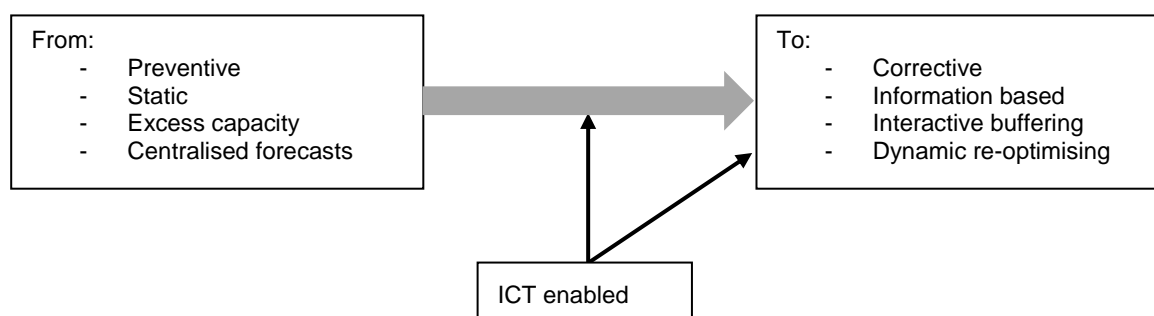 From:
- Preventive
- Static
- Excess capacity
- Centralised forecasts
To:
- Corrective
- Information based
- Interactive buffering
- Dynamic re-optimising
ICT enabled